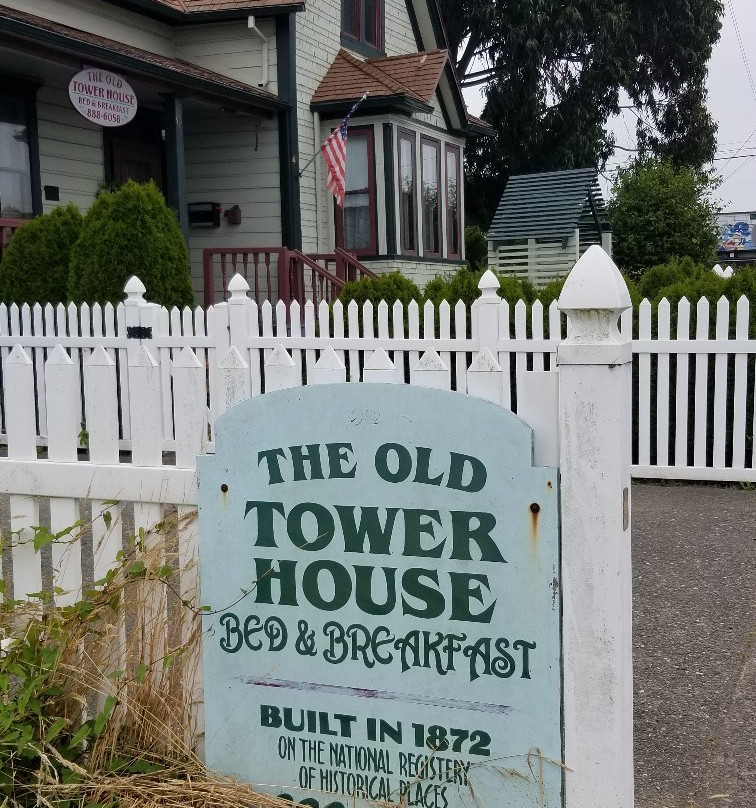 THE OLD
TOWER HOUSE
BED & BREAKFAST
888-6058
THE OLD
TOWER
HOUSE
BED & BREAKFAST
BUILT IN 1872
ON THE NATIONAL REGISTERY
OF HISTORICAL PLACES